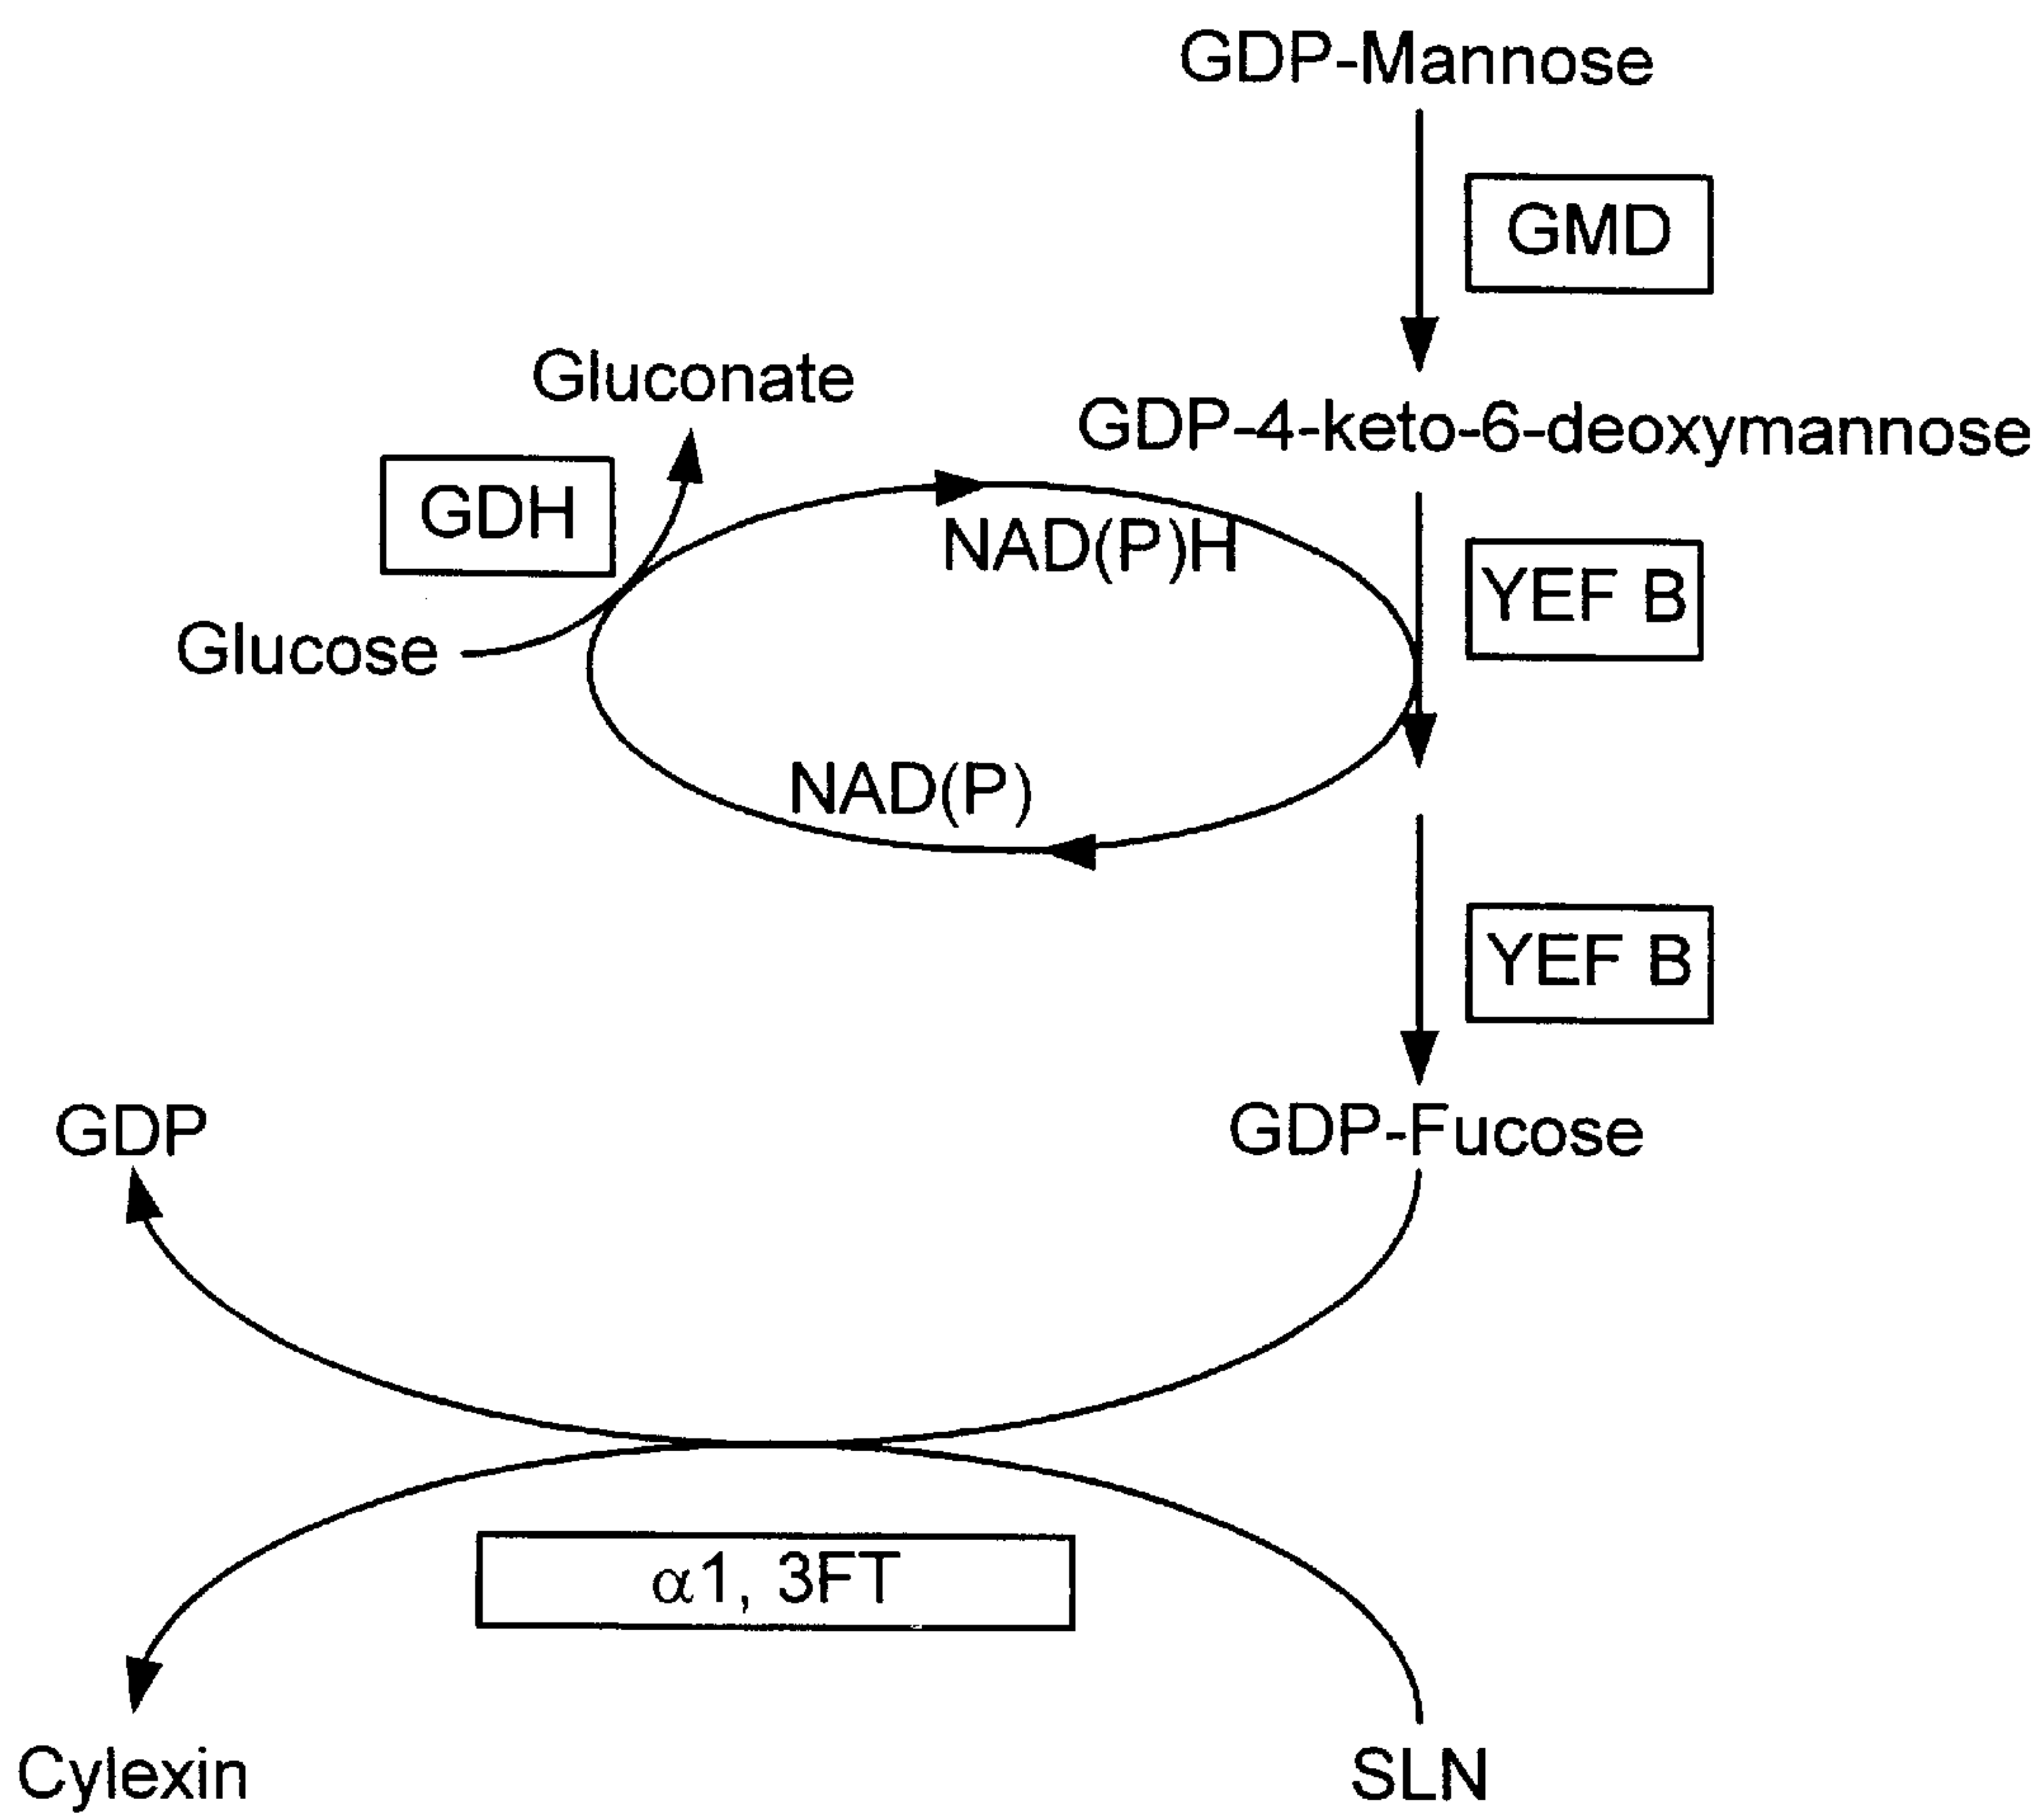 GDP-Mannose
GMD
Gluconate
GDP-4-keto-6-deoxymannose
GDH
NAD(P)H
YEF B
Glucose
NAD(P)
YEF B
GDP
GDP-Fucose
α1, 3FT
Cylexin
SLN